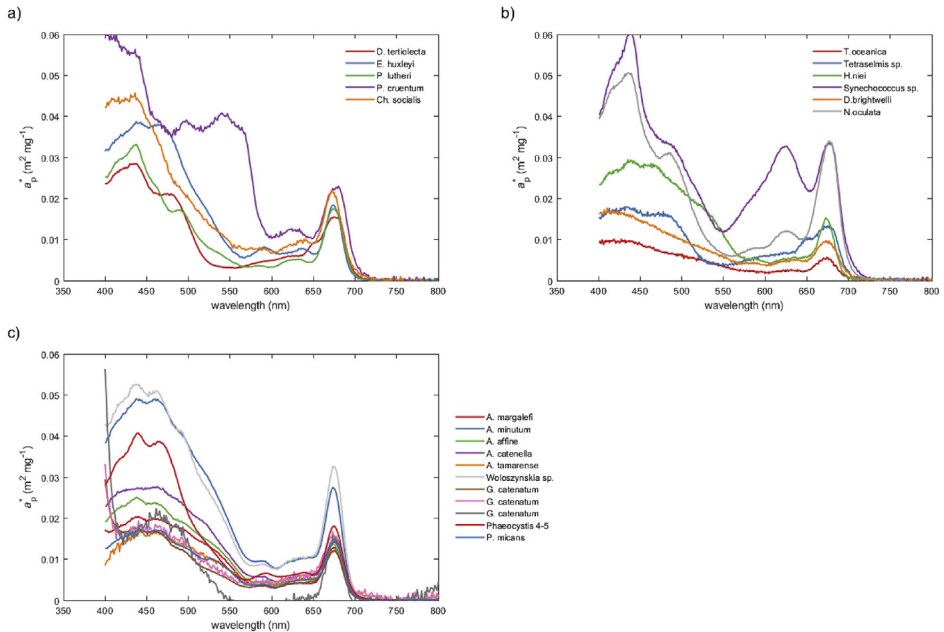 a)
0.06
0.05
0.04
0.03
0.02
0.01
0
a*p (m2 mg-1)
350 400 450 500 550 600 650 700 750 800
wavelength (nm)
D. tertiolecta
E. huxleyi
P. lutheri
P. cruentum
Ch. socialis
b)
0.06
0.05
0.04
0.03
0.02
0.01
0
a*p (m2 mg-1)
350 400 450 500 550 600 650 700 750 800
wavelength (nm)
T.oceanica
Tetraselmis sp.
H.niei
Synechococcus sp.
D.brightwelli
N.oculata
c)
0.06
0.05
0.04
0.03
0.02
0.01
0
a*p (m2 mg-1)
350 400 450 500 550 600 650 700 750 800
wavelength (nm)
A. margalefi
A. minutum
A. affine
A. catenella
A. tamarense
Woloszynskia sp.
G. catenatum
G. catenatum
G. catenatum
Phaeocystis 4-5
P. micans